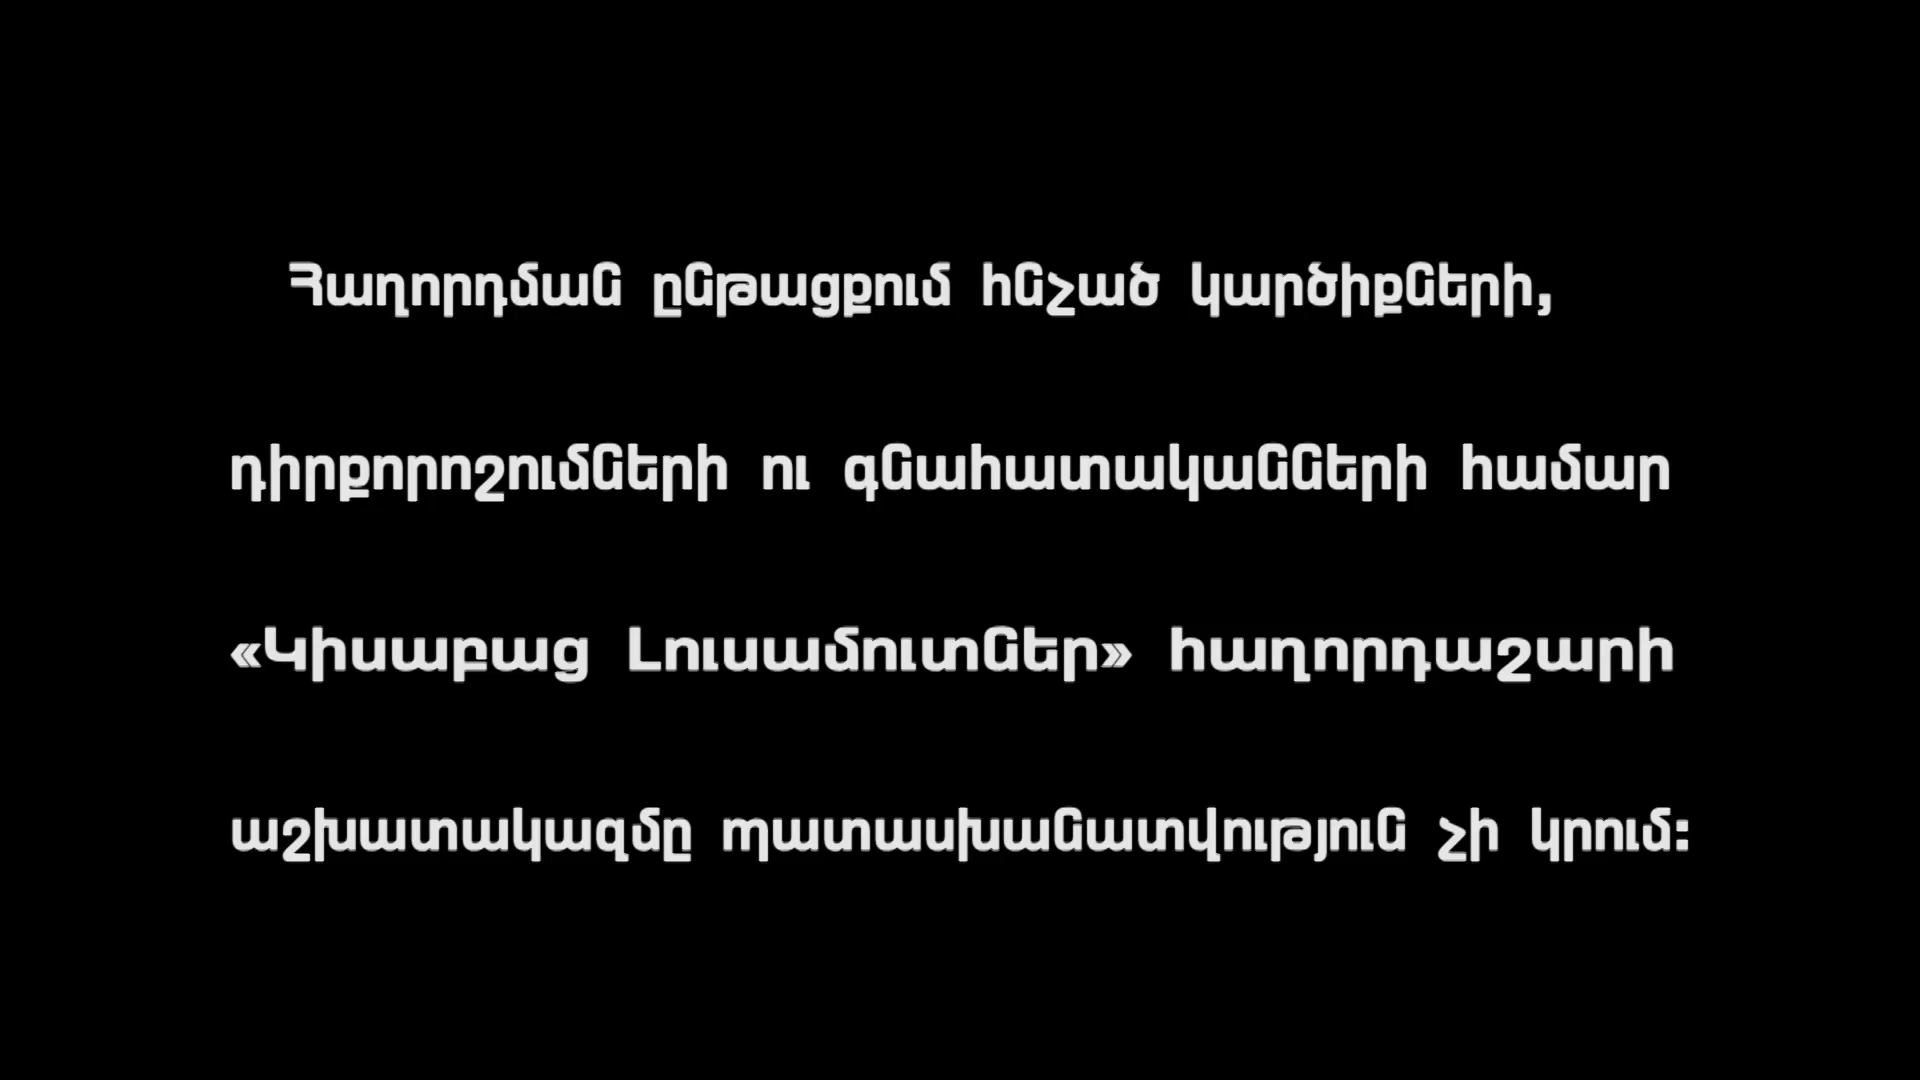 Հաղորդման ընթացքում հնչած կարծիքների,
դիրքորոշումների ու գնահատականների համար
«Կիսաբաց Լուսամուտներ» հաղորդաշարի
աշխատակազմը պատասխանատվություն չի կրում: